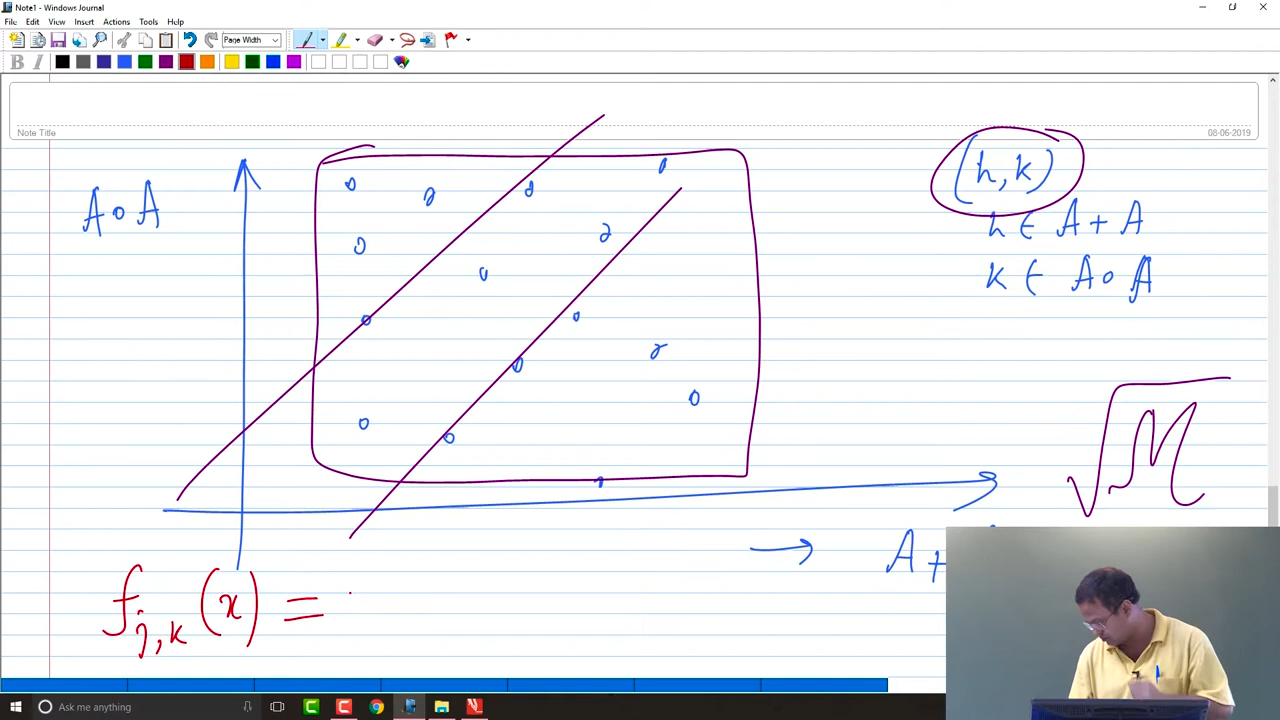 Note1 - Windows Journal
File Edit View Insert Actions Tools Help
Page Width
B I
Note Title
08-06-2019
A o A
(h, k)
h ∈ A + A
k ∈ A o A
√M
→ A +
f_{j,k}(x) =
Ask me anything